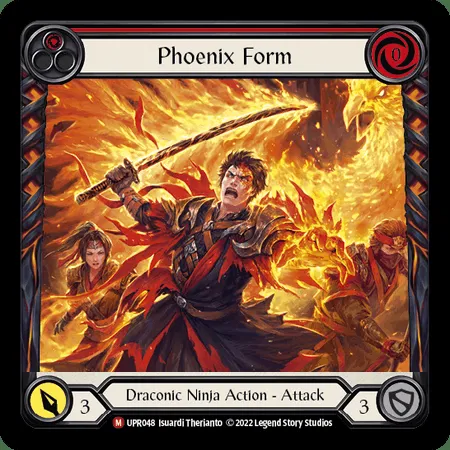 Phoenix Form
0
Draconic Ninja Action - Attack
3
3
M UPR048 Isuardi Therianto ©2022 Legend Story Studios